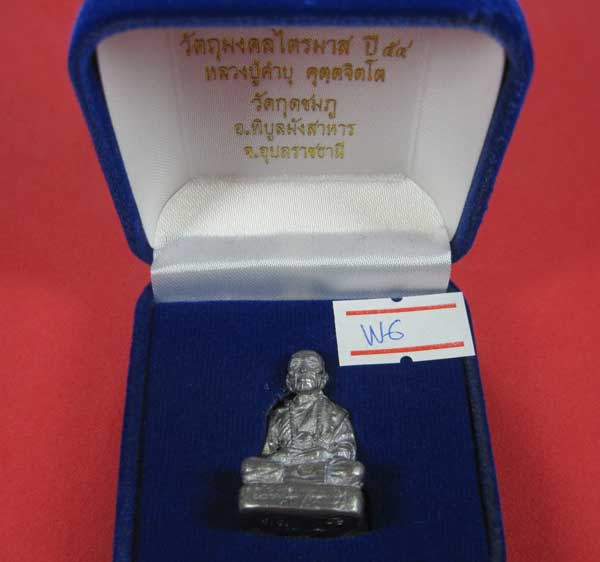 วัตถุมงคลไตรมาส ปี ๕๔
หลวงปู่คำบุ คุตฺตจิตฺโต
วัดกุดชมภู
อ.พิบูลมังสาหาร
จ.อุบลราชธานี
W6